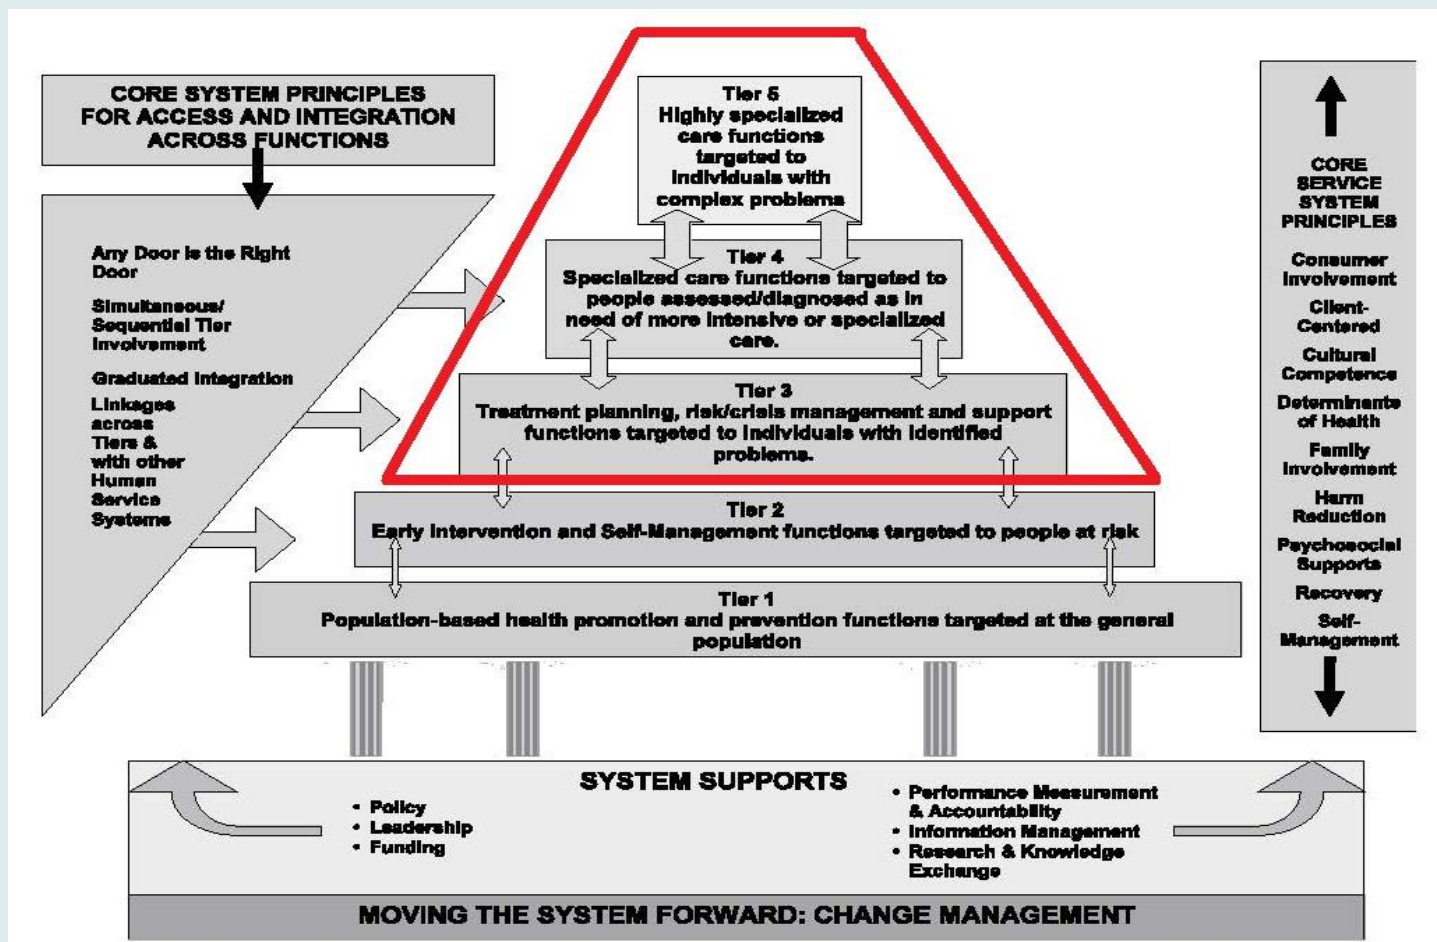 CORE SYSTEM PRINCIPLES
FOR ACCESS AND INTEGRATION
ACROSS FUNCTIONS
Any Door is the Right
Door
Simultaneous/
Sequential Tier
Involvement
Graduated Integration
Linkages
across
Tiers &
with other
Human
Service
Systems
Tier 5
Highly specialized
care functions
targeted to
individuals with
complex problems
Tier 4
Specialized care functions targeted to
people assessed/diagnosed as in
need of more intensive or specialized
care.
Tier 3
Treatment planning, risk/crisis management and support
functions targeted to individuals with identified
problems.
Tier 2
Early Intervention and Self-Management functions targeted to people at risk
Tier 1
Population-based health promotion and prevention functions targeted at the general
population
CORE
SERVICE
SYSTEM
PRINCIPLES
Consumer
Involvement
Client-
Centered
Cultural
Competence
Determinants
of Health
Family
Involvement
Harm
Reduction
Psychosocial
Supports
Recovery
Self-
Management
SYSTEM SUPPORTS
• Policy
• Leadership
• Funding
• Performance Measurement
& Accountability
• Information Management
• Research & Knowledge
Exchange
MOVING THE SYSTEM FORWARD: CHANGE MANAGEMENT